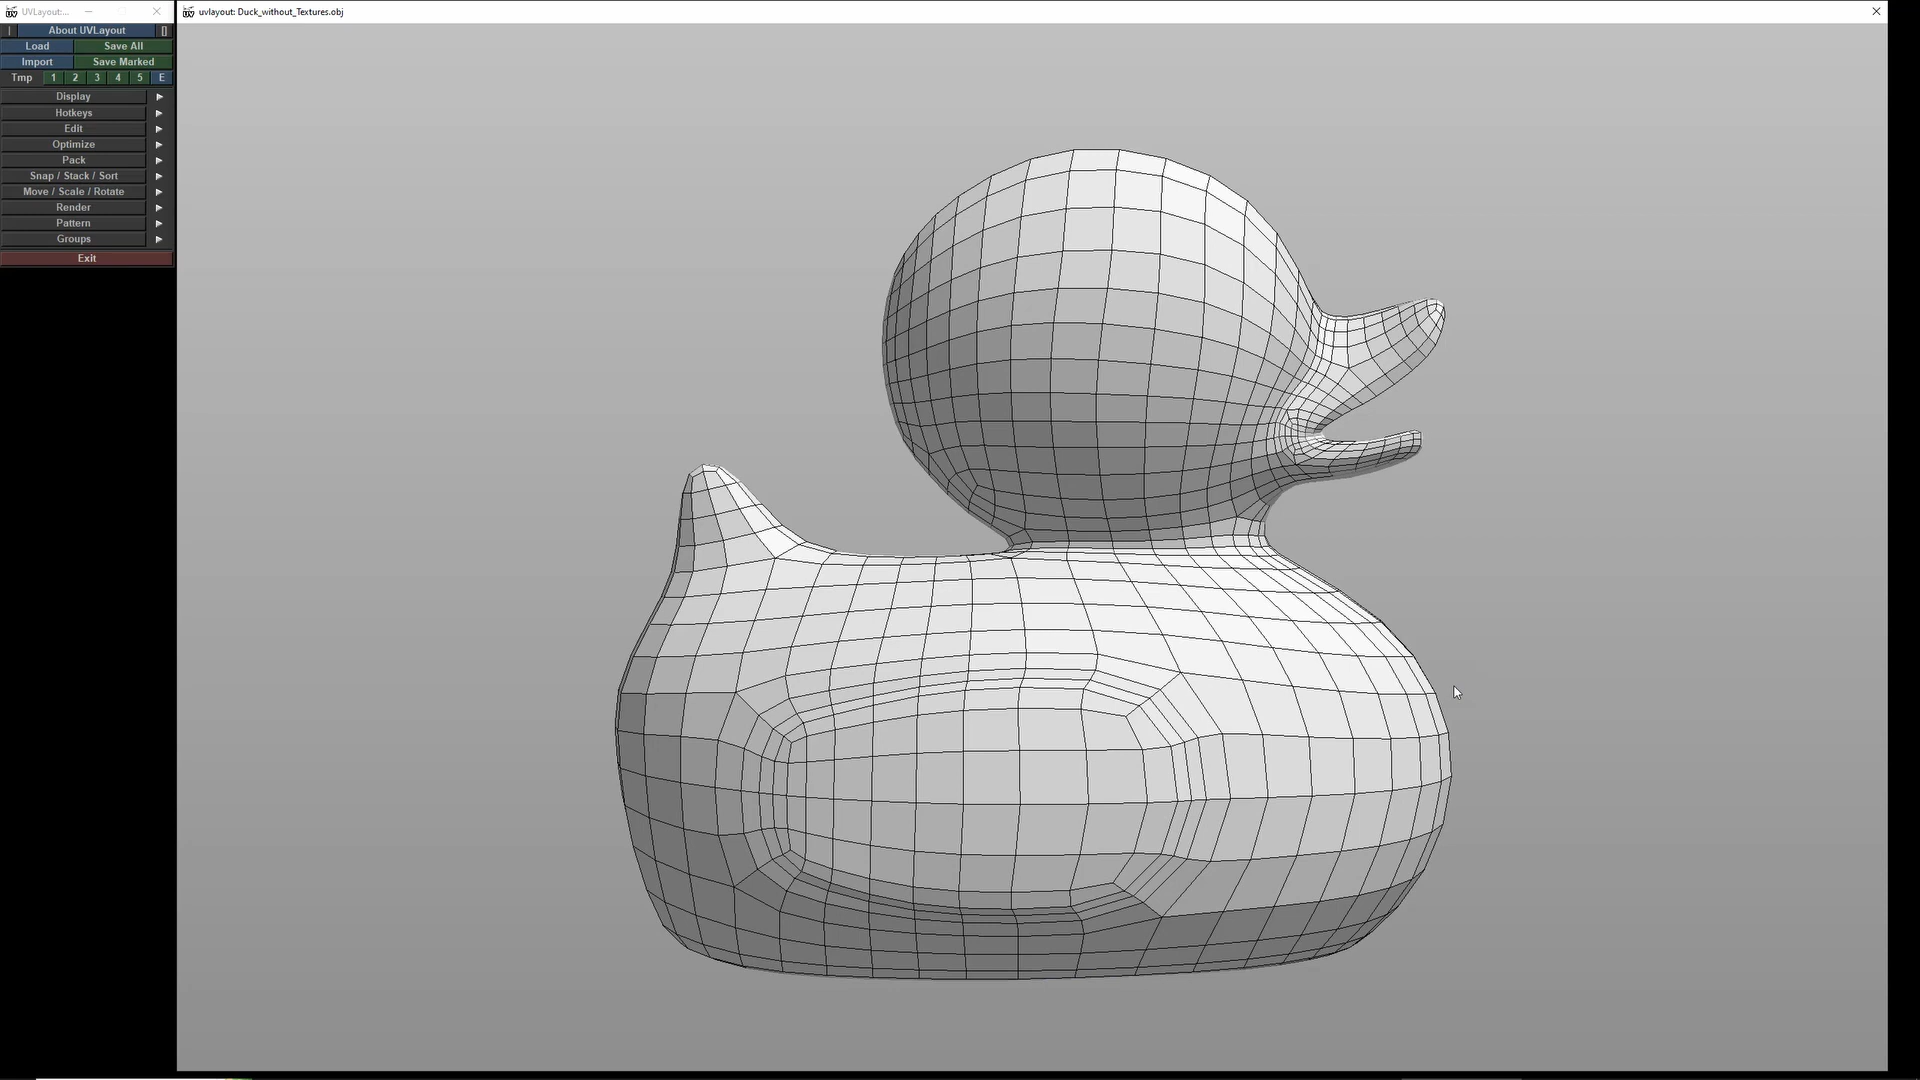 UVLayout:...
uvlayout: Duck_without_Textures.obj
About UVLayout
Load Save All
Import Save Marked
Tmp 1 2 3 4 5 E
Display
Hotkeys
Edit
Optimize
Pack
Snap / Stack / Sort
Move / Scale / Rotate
Render
Pattern
Groups
Exit